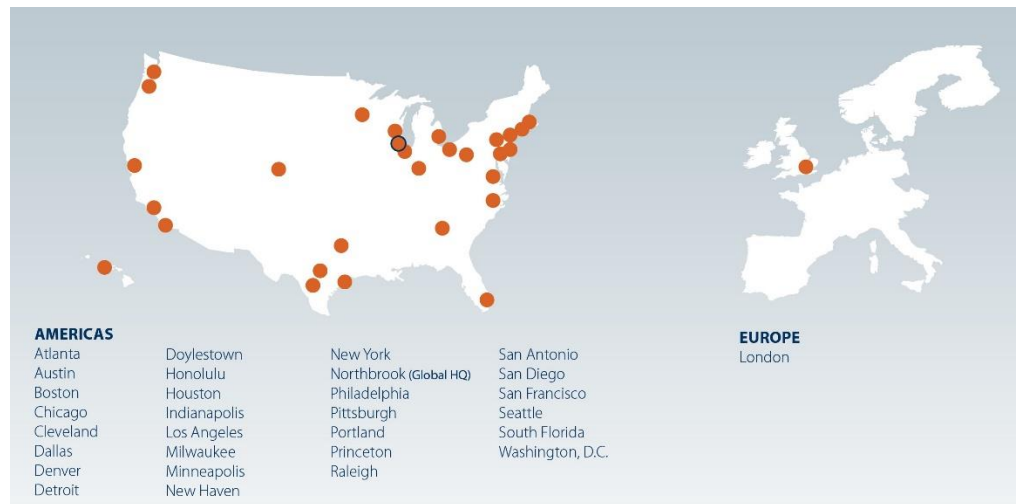 AMERICAS
Atlanta
Austin
Boston
Chicago
Cleveland
Dallas
Denver
Detroit
Doylestown
Honolulu
Houston
Indianapolis
Los Angeles
Milwaukee
Minneapolis
New Haven
New York
Northbrook (Global HQ)
Philadelphia
Pittsburgh
Portland
Princeton
Raleigh
San Antonio
San Diego
San Francisco
Seattle
South Florida
Washington, D.C.
EUROPE
London